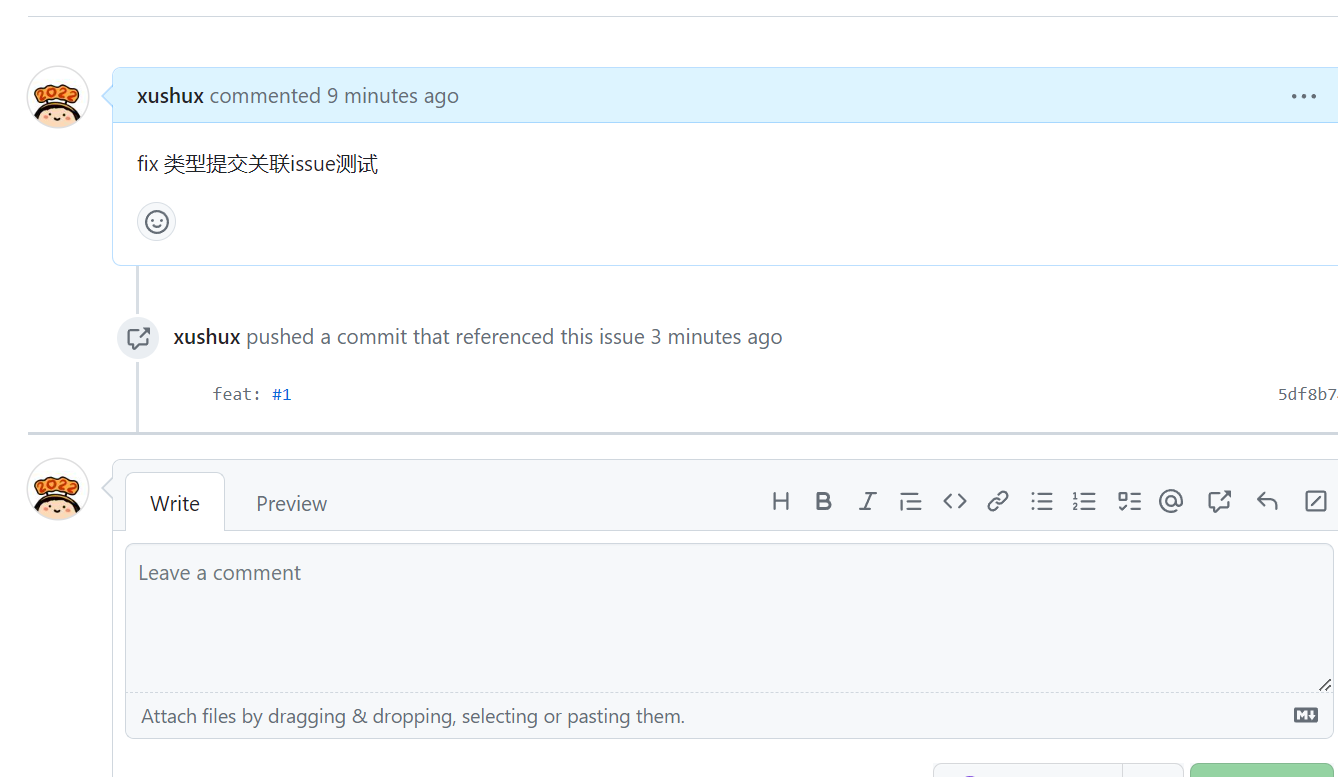 2022
xushux commented 9 minutes ago
fix 类型提交关联issue测试
xushux pushed a commit that referenced this issue 3 minutes ago
feat: #1 5df8b7
2022
Write Preview
Leave a comment
Attach files by dragging & dropping, selecting or pasting them.